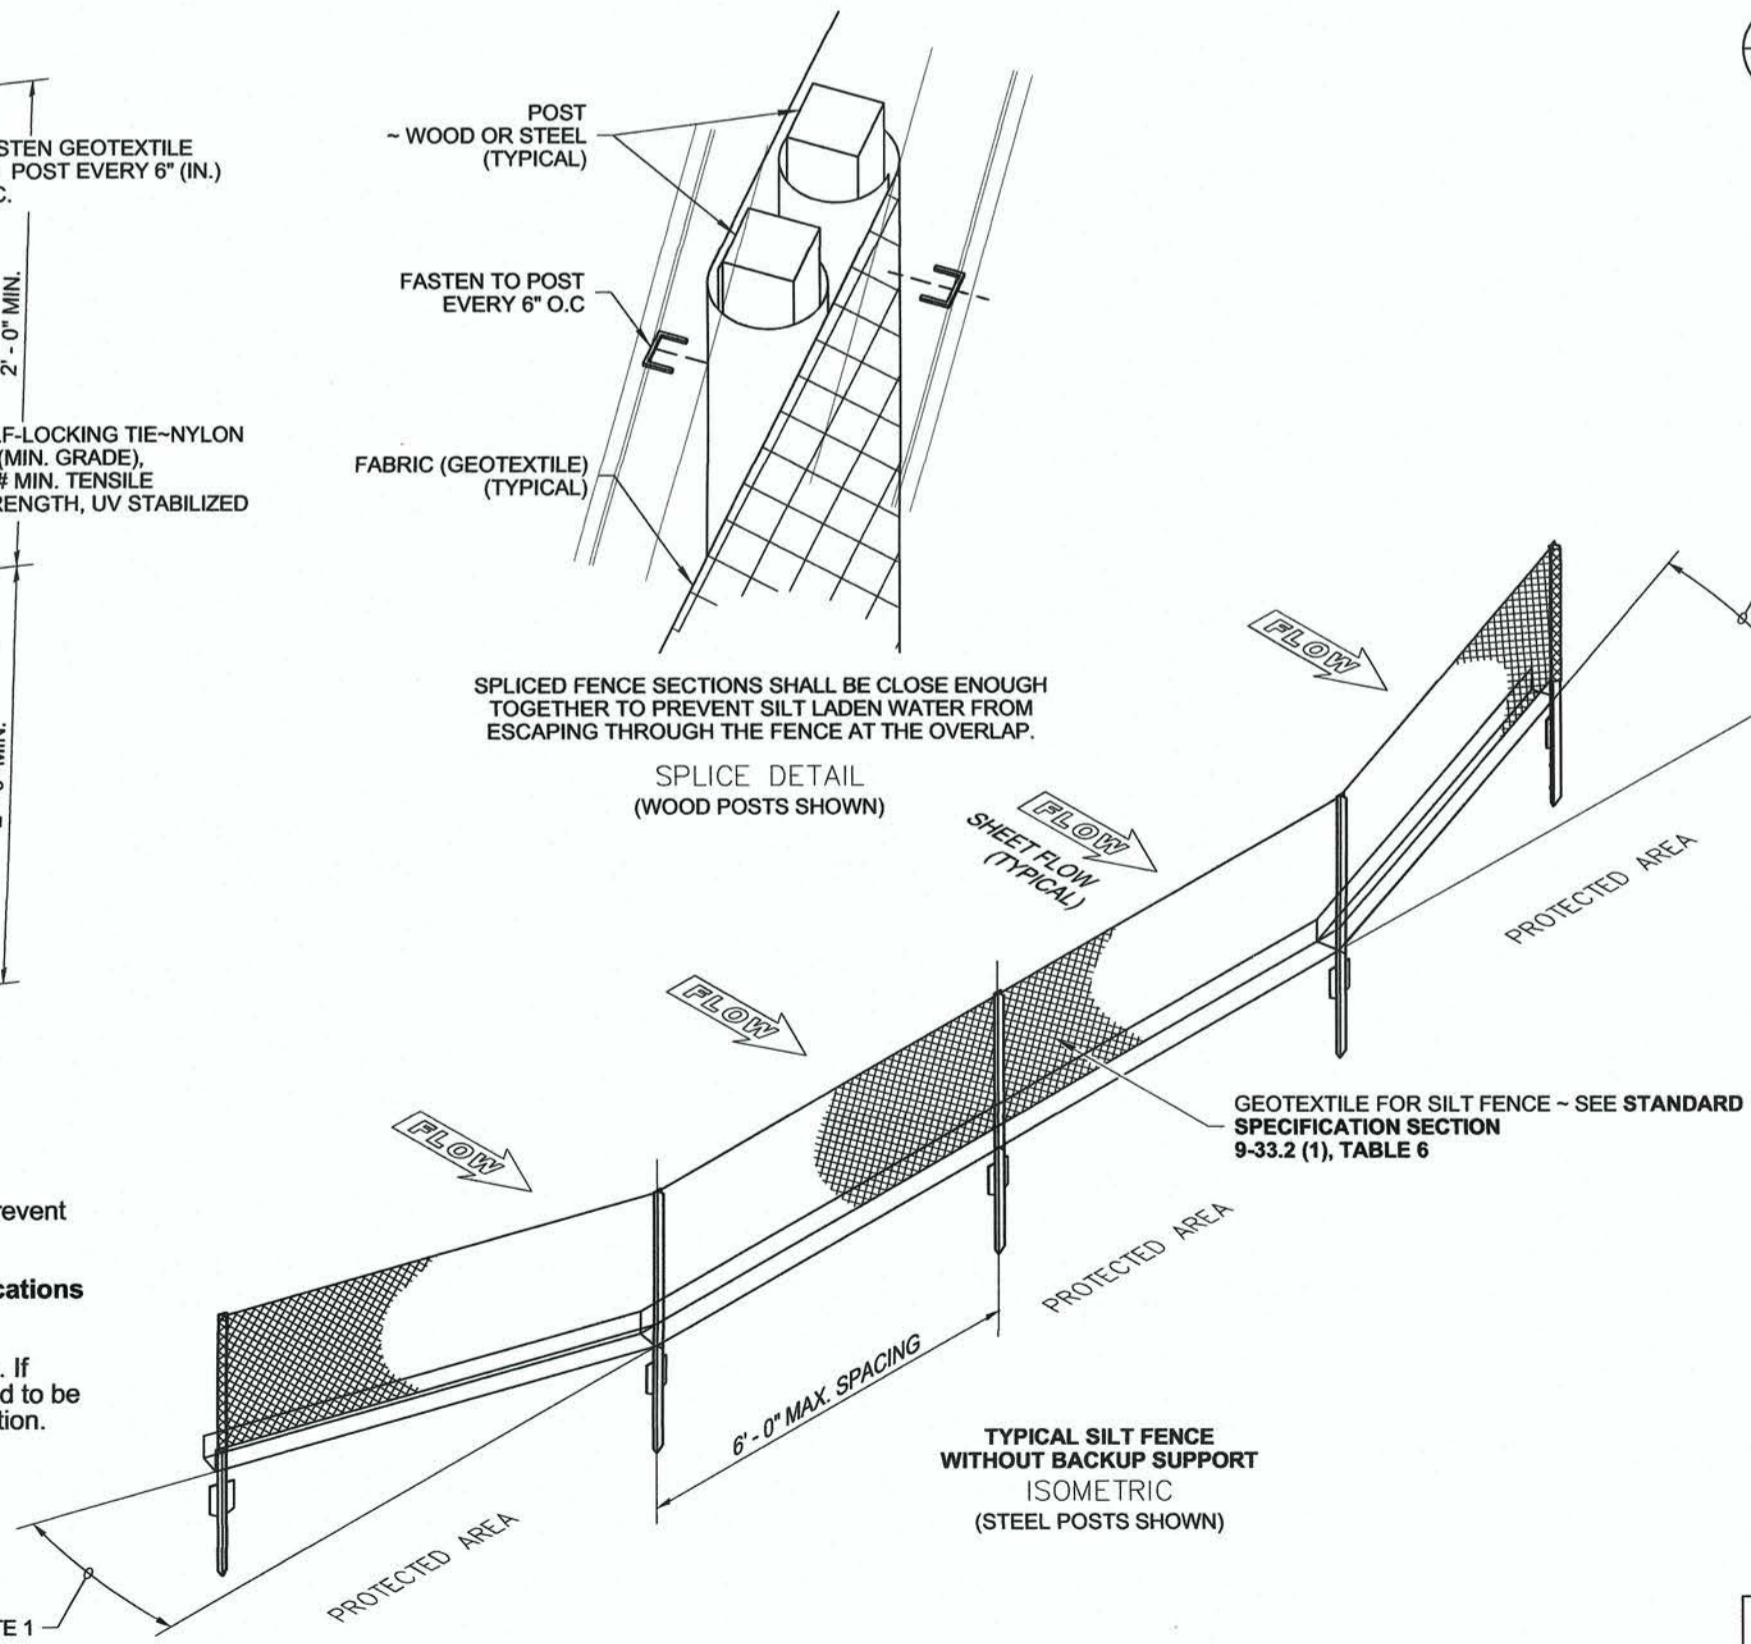 STEN GEOTEXTILE
POST EVERY 6" (IN.)
C.
2' - 0" MIN.
LF-LOCKING TIE~NYLON
(MIN. GRADE),
# MIN. TENSILE
RENGTH, UV STABILIZED
MIN.
POST
~ WOOD OR STEEL
(TYPICAL)
FASTEN TO POST
EVERY 6" O.C
FABRIC (GEOTEXTILE)
(TYPICAL)
SPLICED FENCE SECTIONS SHALL BE CLOSE ENOUGH
TOGETHER TO PREVENT SILT LADEN WATER FROM
ESCAPING THROUGH THE FENCE AT THE OVERLAP.
SPLICE DETAIL
(WOOD POSTS SHOWN)
FLOW
FLOW
SHEET FLOW
(TYPICAL)
FLOW
FLOW
PROTECTED AREA
GEOTEXTILE FOR SILT FENCE ~ SEE STANDARD
SPECIFICATION SECTION
9-33.2 (1), TABLE 6
PROTECTED AREA
6' - 0" MAX. SPACING
TYPICAL SILT FENCE
WITHOUT BACKUP SUPPORT
ISOMETRIC
(STEEL POSTS SHOWN)
PROTECTED AREA
revent
cations
. If
d to be
tion.
TE 1